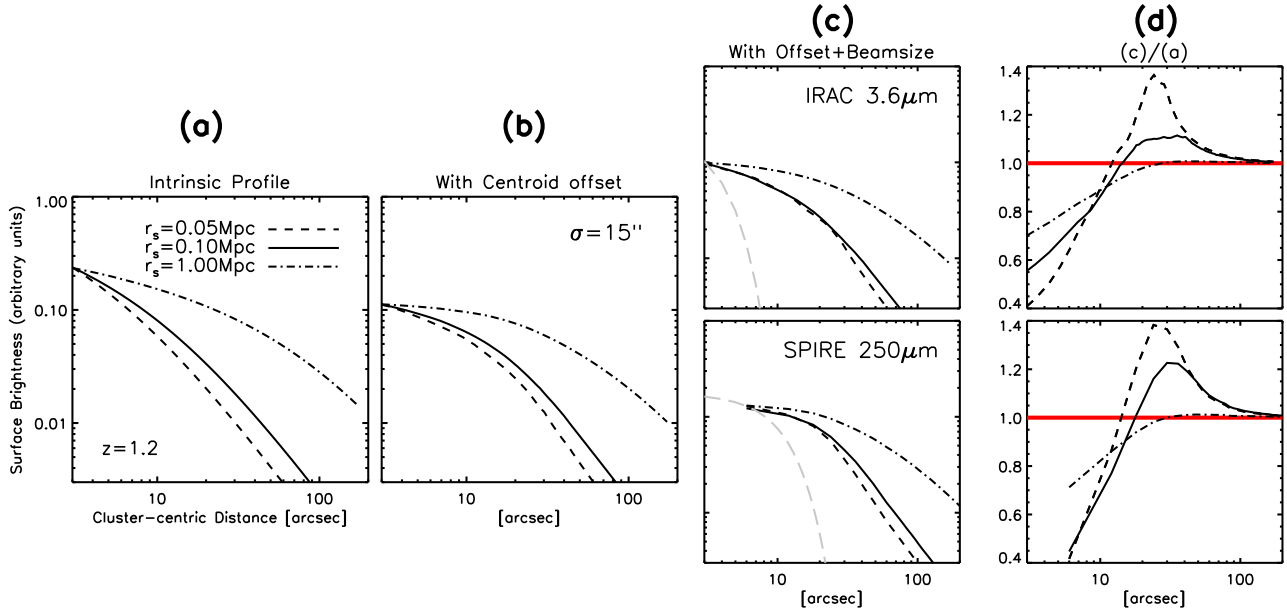 (a)
Intrinsic Profile
1.00
0.10
0.01
Surface Brightness (arbitrary units)
rs=0.05Mpc
rs=0.10Mpc
rs=1.00Mpc
z=1.2
10
100
Cluster-centric Distance [arcsec]
(b)
With Centroid offset
σ=15"
10
100
[arcsec]
(c)
With Offset+Beamsize
IRAC 3.6μm
SPIRE 250μm
10
100
[arcsec]
(d)
(c)/(a)
1.4
1.2
1.0
0.8
0.6
0.4
1.4
1.2
1.0
0.8
0.6
0.4
10
100
[arcsec]